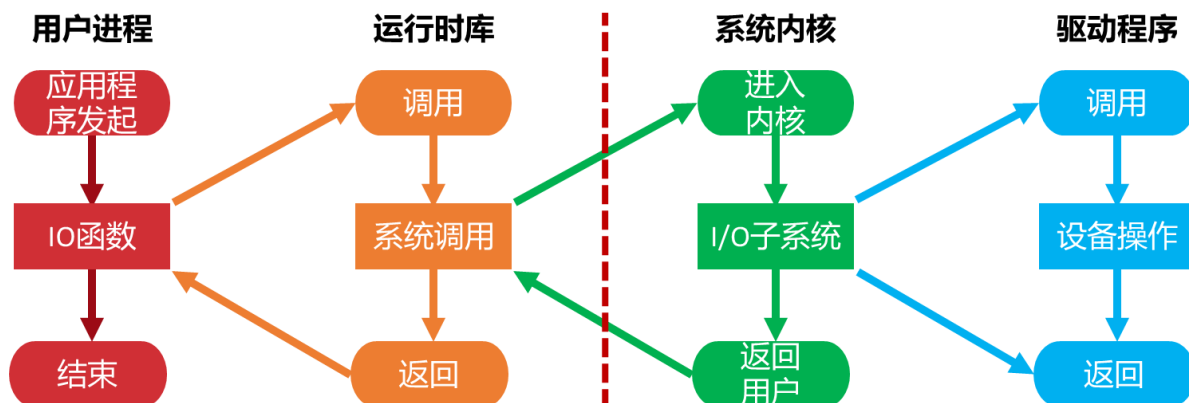 用户进程
运行时库
系统内核
驱动程序
应用程
序发起
调用
进入
内核
调用
IO函数
系统调用
I/O子系统
设备操作
结束
返回
返回
用户
返回